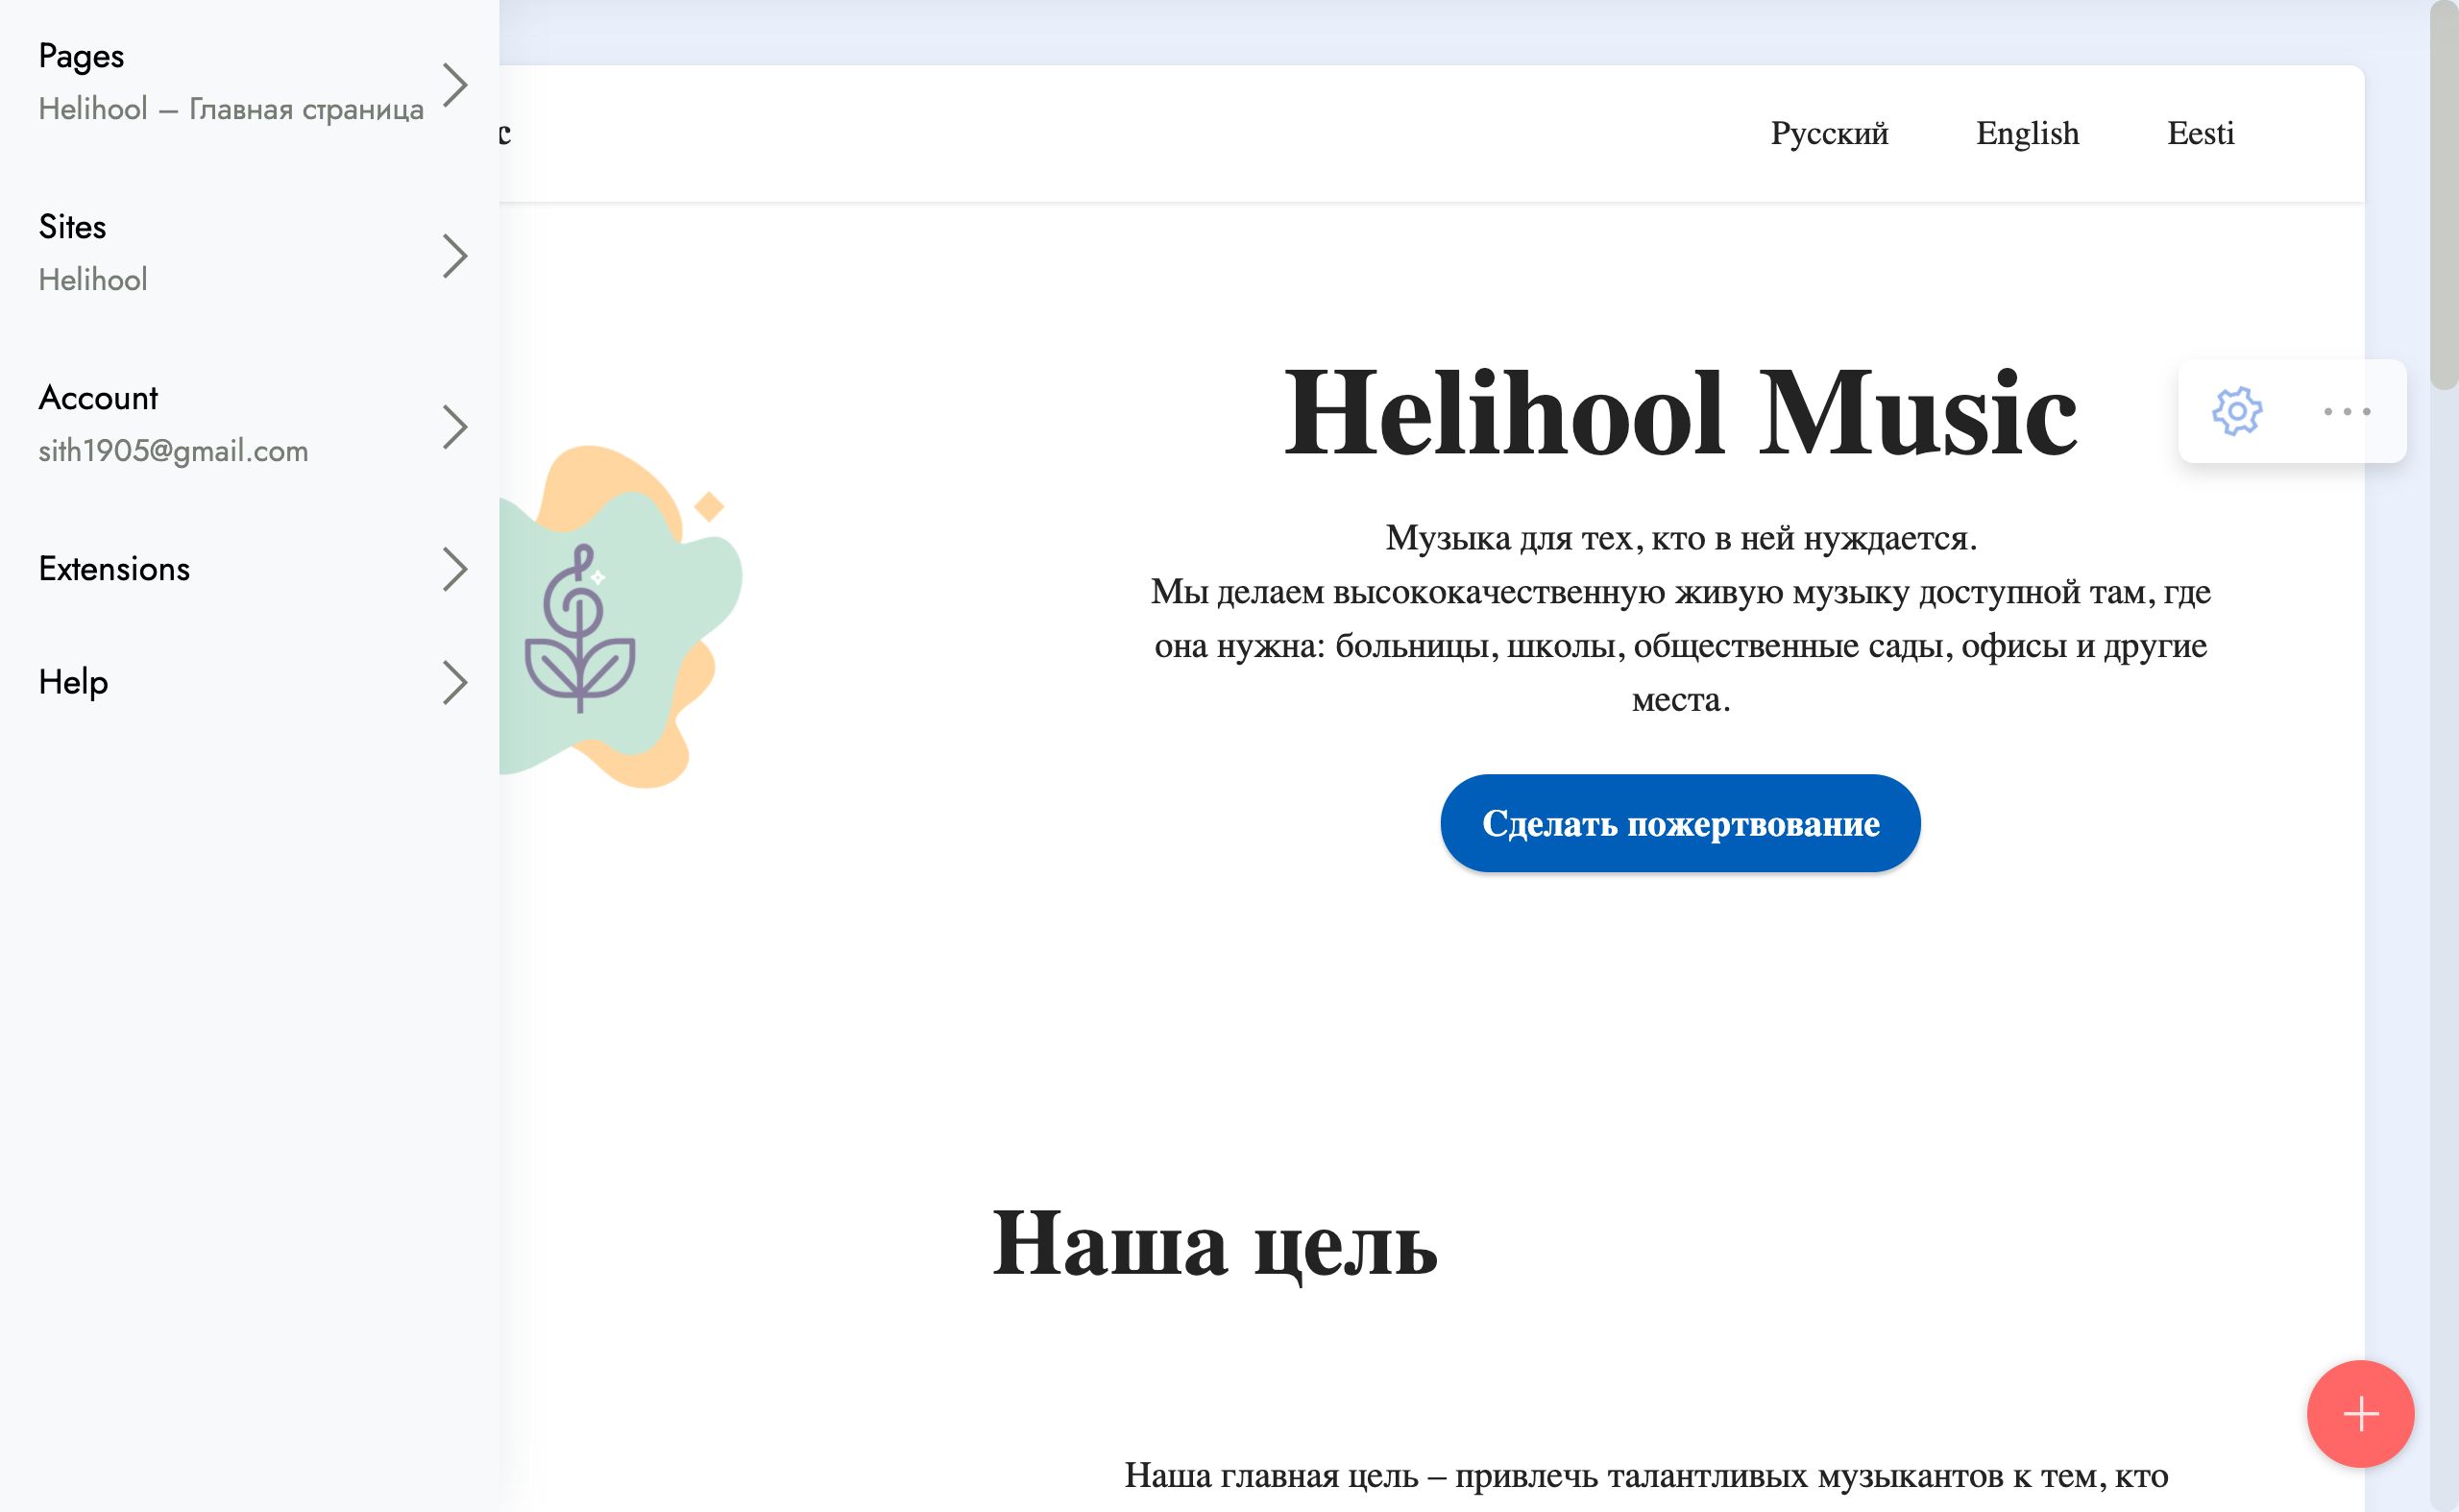 Pages
Helihool – Главная страница
Sites
Helihool
Account
sith1905@gmail.com
Extensions
Help
Русский
English
Eesti
Helihool Music
Музыка для тех, кто в ней нуждается.
Мы делаем высококачественную живую музыку доступной там, где
она нужна: больницы, школы, общественные сады, офисы и другие
места.
Сделать пожертвование
Наша цель
Наша главная цель – привлечь талантливых музыкантов к тем, кто